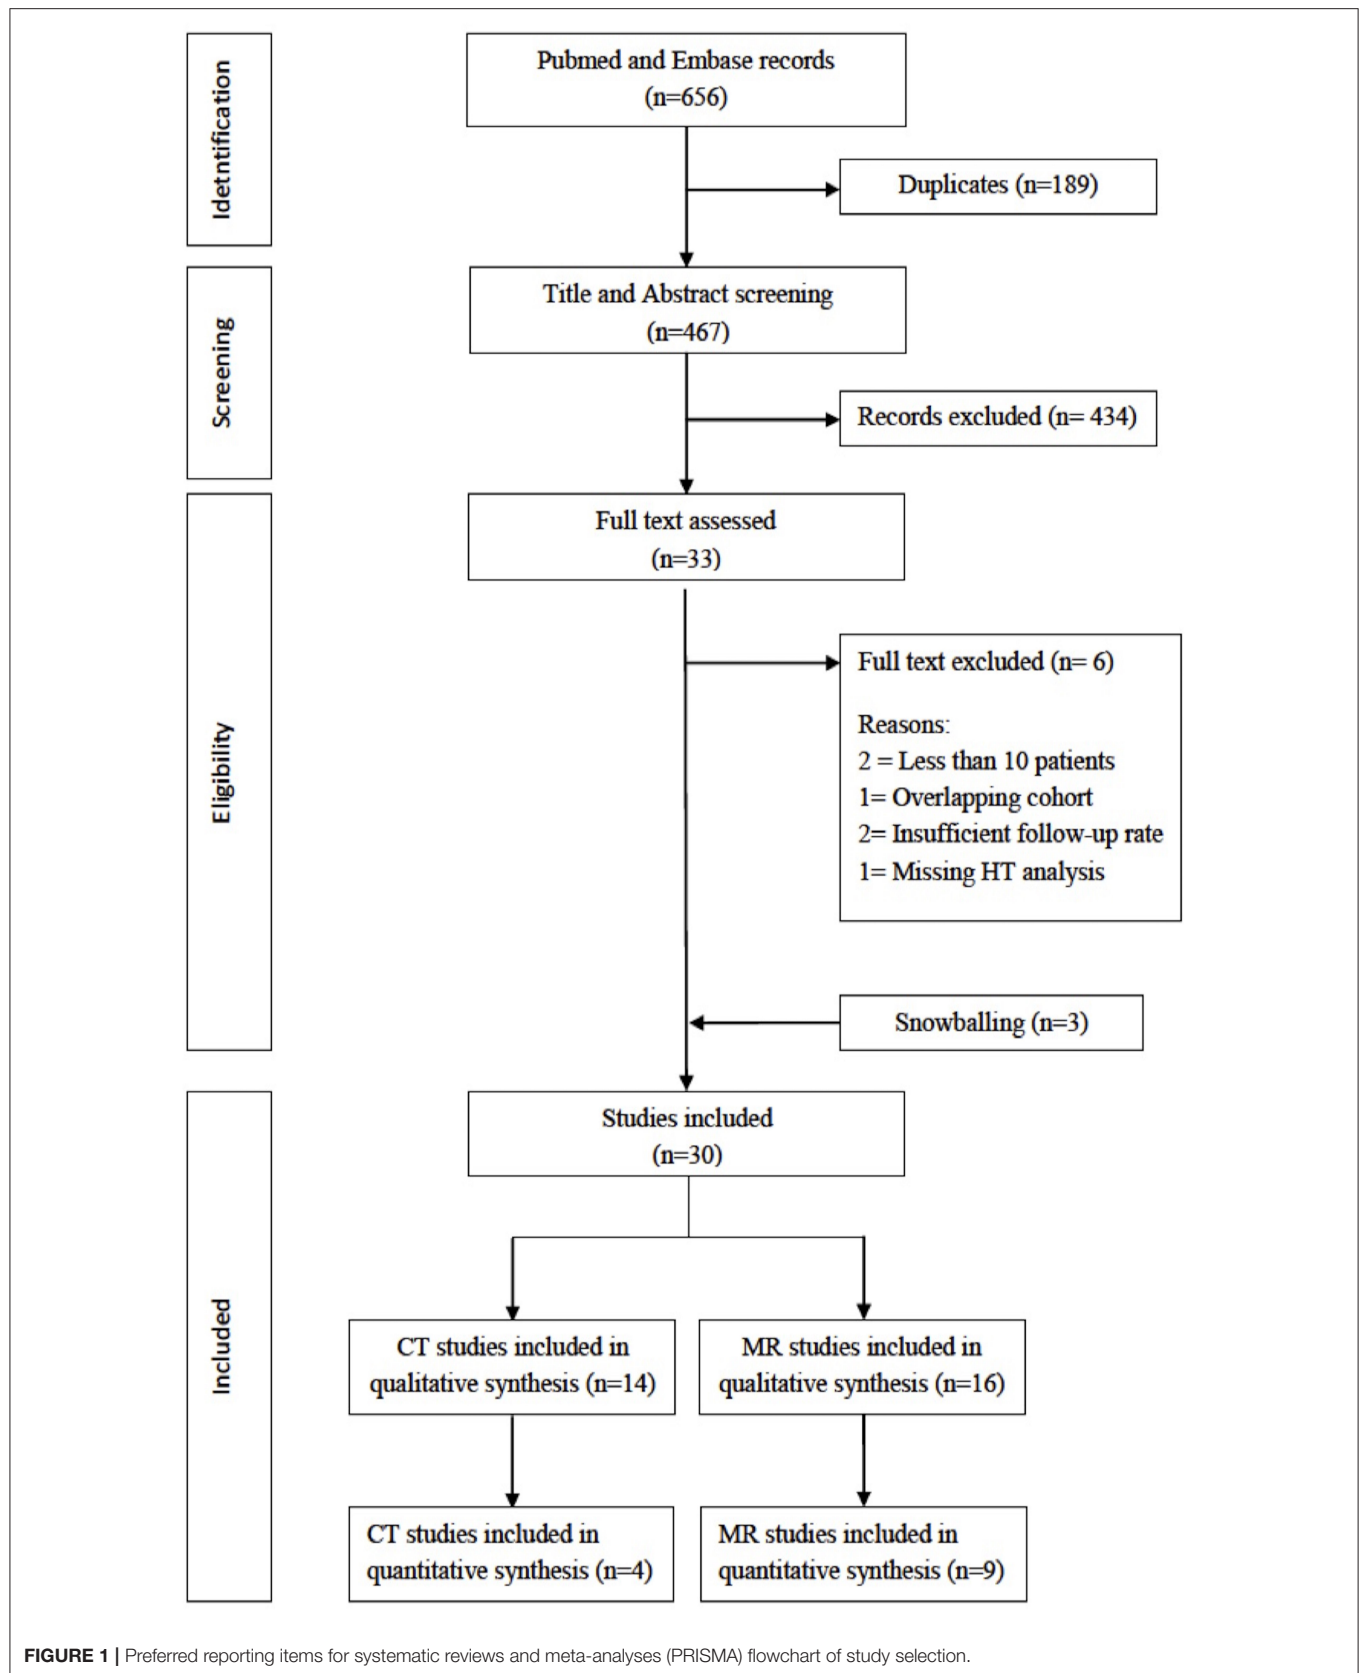 Idetntification
Pubmed and Embase records
(n=656)
Duplicates (n=189)
Screening
Title and Abstract screening
(n=467)
Records excluded (n= 434)
Eligibility
Full text assessed
(n=33)
Full text excluded (n= 6)
Reasons:
2 = Less than 10 patients
1= Overlapping cohort
2= Insufficient follow-up rate
1= Missing HT analysis
Snowballing (n=3)
Included
Studies included
(n=30)
CT studies included in
qualitative synthesis (n=14)
MR studies included in
qualitative synthesis (n=16)
CT studies included in
quantitative synthesis (n=4)
MR studies included in
quantitative synthesis (n=9)
FIGURE 1 | Preferred reporting items for systematic reviews and meta-analyses (PRISMA) flowchart of study selection.